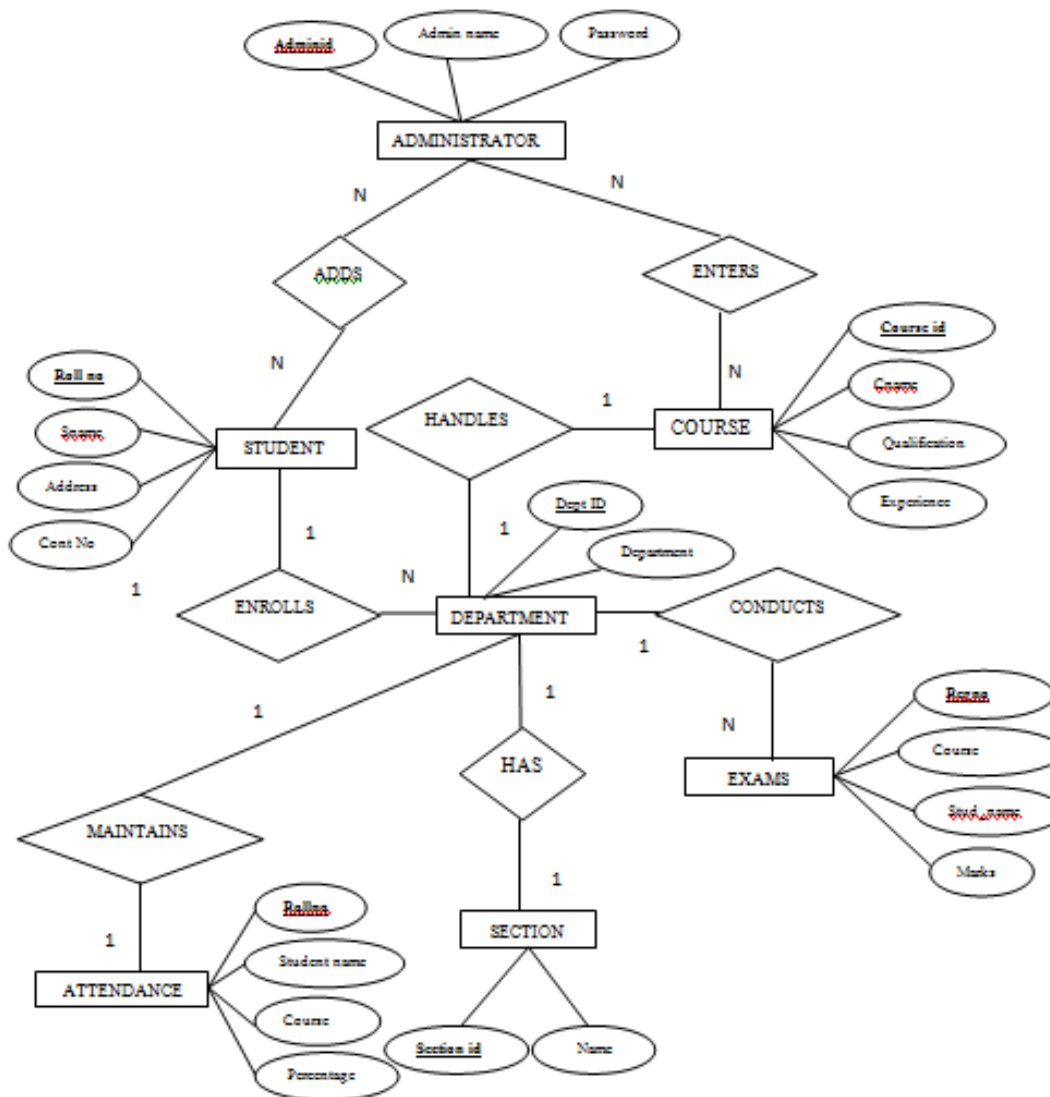 Adminid
Admin name
Password
ADMINISTRATOR
N
N
ADDS
ENTERS
N
N
Roll no
Sname
Address
Cont No
STUDENT
HANDLES
1
COURSE
Course id
Cname
Qualification
Experience
1
1
1
N
Dept ID
Department
ENROLLS
DEPARTMENT
CONDUCTS
1
1
1
N
HAS
EXAMS
Regno
Course
Stud_name
Marks
MAINTAINS
1
1
SECTION
Rollno
Student name
Course
Percentage
ATTENDANCE
Section id
Name